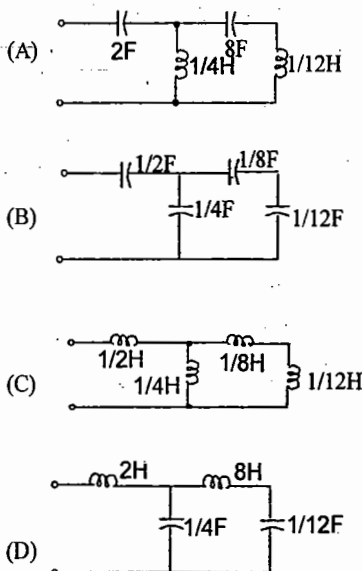 (A)
2F
8F
1/4H
1/12H
(B)
1/2F
1/8F
1/4F
1/12F
(C)
1/2H
1/8H
1/4H
1/12H
(D)
2H
8H
1/4F
1/12F